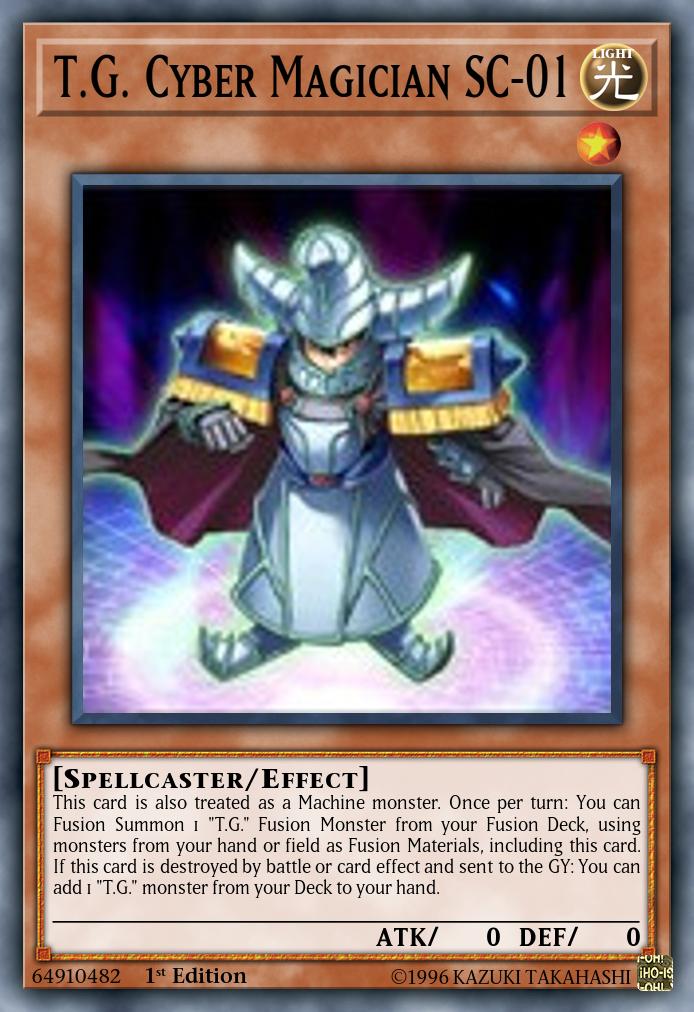 T.G. Cyber Magician SC-01
LIGHT
光
[Spellcaster/Effect]
This card is also treated as a Machine monster. Once per turn: You can
Fusion Summon 1 "T.G." Fusion Monster from your Fusion Deck, using
monsters from your hand or field as Fusion Materials, including this card.
If this card is destroyed by battle or card effect and sent to the GY: You can
add 1 "T.G." monster from your Deck to your hand.
ATK/ 0 DEF/ 0
64910482 1st Edition ©1996 KAZUKI TAKAHASHI